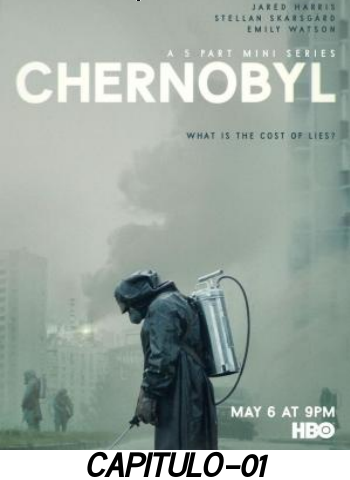 JARED HARRIS
STELLAN SKARSGÅRD
EMILY WATSON
A 5 PART MINI SERIES
CHERNOBYL
WHAT IS THE COST OF LIES?
MAY 6 AT 9PM
HBO
CAPITULO-01